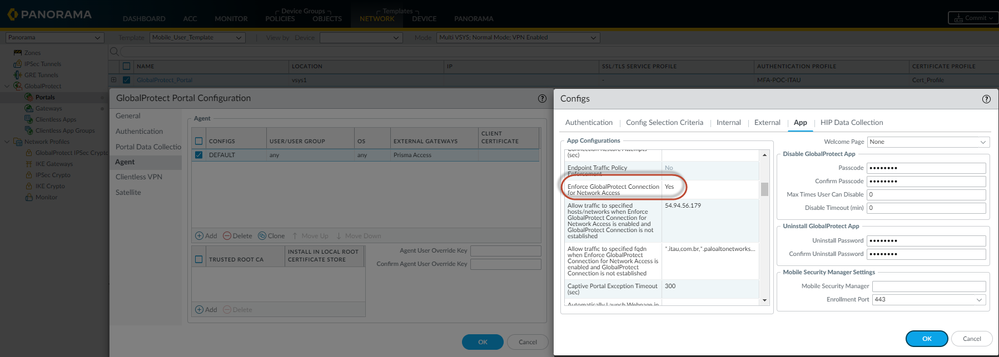 PANORAMA
Device Groups
Templates
DASHBOARD ACC MONITOR POLICIES OBJECTS NETWORK DEVICE PANORAMA
Commit
Panorama
Template Mobile_User_Template
View by Device
Mode Multi VSYS; Normal Mode; VPN Enabled
Zones
IPSec Tunnels
GRE Tunnels
GlobalProtect
Portals
Gateways
Clientless Apps
Clientless App Groups
Network Profiles
GlobalProtect IPSec Crypto
IKE Gateways
IPSec Crypto
IKE Crypto
Monitor
NAME LOCATION IP SSL/TLS SERVICE PROFILE AUTHENTICATION PROFILE CERTIFICATE PROFILE
GlobalProtect_Portal vsys1 - MFA-POC-ITAU Cert_Profile
GlobalProtect Portal Configuration
General
Authentication
Portal Data Collectio
Agent
Clientless VPN
Satellite
Agent
CONFIGS USER/USER GROUP OS EXTERNAL GATEWAYS CLIENT
CERTIFICATE
DEFAULT any any Prisma Access
Add Delete Clone Move Up Move Down
TRUSTED ROOT CA INSTALL IN LOCAL ROOT
CERTIFICATE STORE
Add Delete
Agent User Override Key
Confirm Agent User Override Key
OK Cancel
Configs
Authentication Config Selection Criteria Internal External App HIP Data Collection
App Configurations
Connection Restore Attempts
(sec)
Endpoint Traffic Policy No
Enforcement
Enforce GlobalProtect Connection Yes
for Network Access
Allow traffic to specified 54.94.56.179
hosts/networks when Enforce
GlobalProtect Connection for
Network Access is enabled and
GlobalProtect Connection is not
established
Allow traffic to specified fqdn *.itau,com.br,*.paloaltonetworks...
when Enforce GlobalProtect
Connection for Network Access is
enabled and GlobalProtect
Connection is not established
Captive Portal Exception Timeout 300
(sec)
Automatically Launch Webpage in
Welcome Page None
Disable GlobalProtect App
Passcode ••••••••
Confirm Passcode ••••••••
Max Times User Can Disable 0
Disable Timeout (min) 0
Uninstall GlobalProtect App
Uninstall Password ••••••••
Confirm Uninstall Password ••••••••
Mobile Security Manager Settings
Mobile Security Manager
Enrollment Port 443
OK Cancel